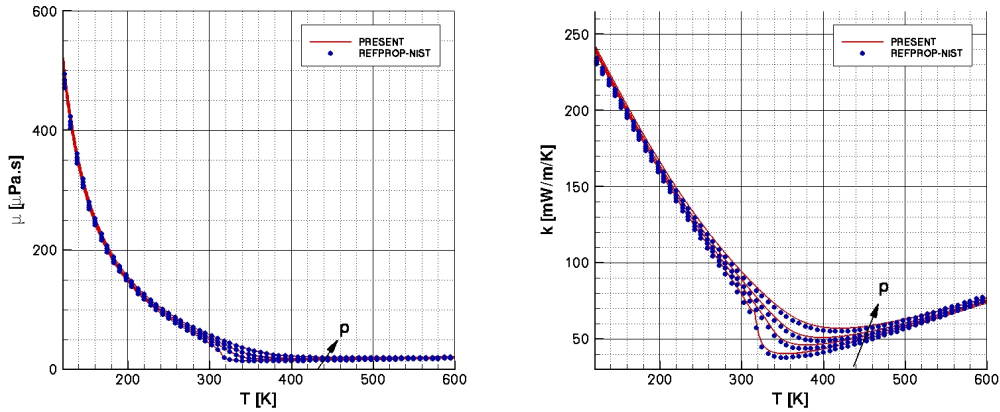 600
400
200
0
μ [μPa.s]
PRESENT
REFPROP-NIST
p
200
300
400
500
600
T [K]
250
200
150
100
50
k [mW/m/K]
PRESENT
REFPROP-NIST
p
200
300
400
500
600
T [K]